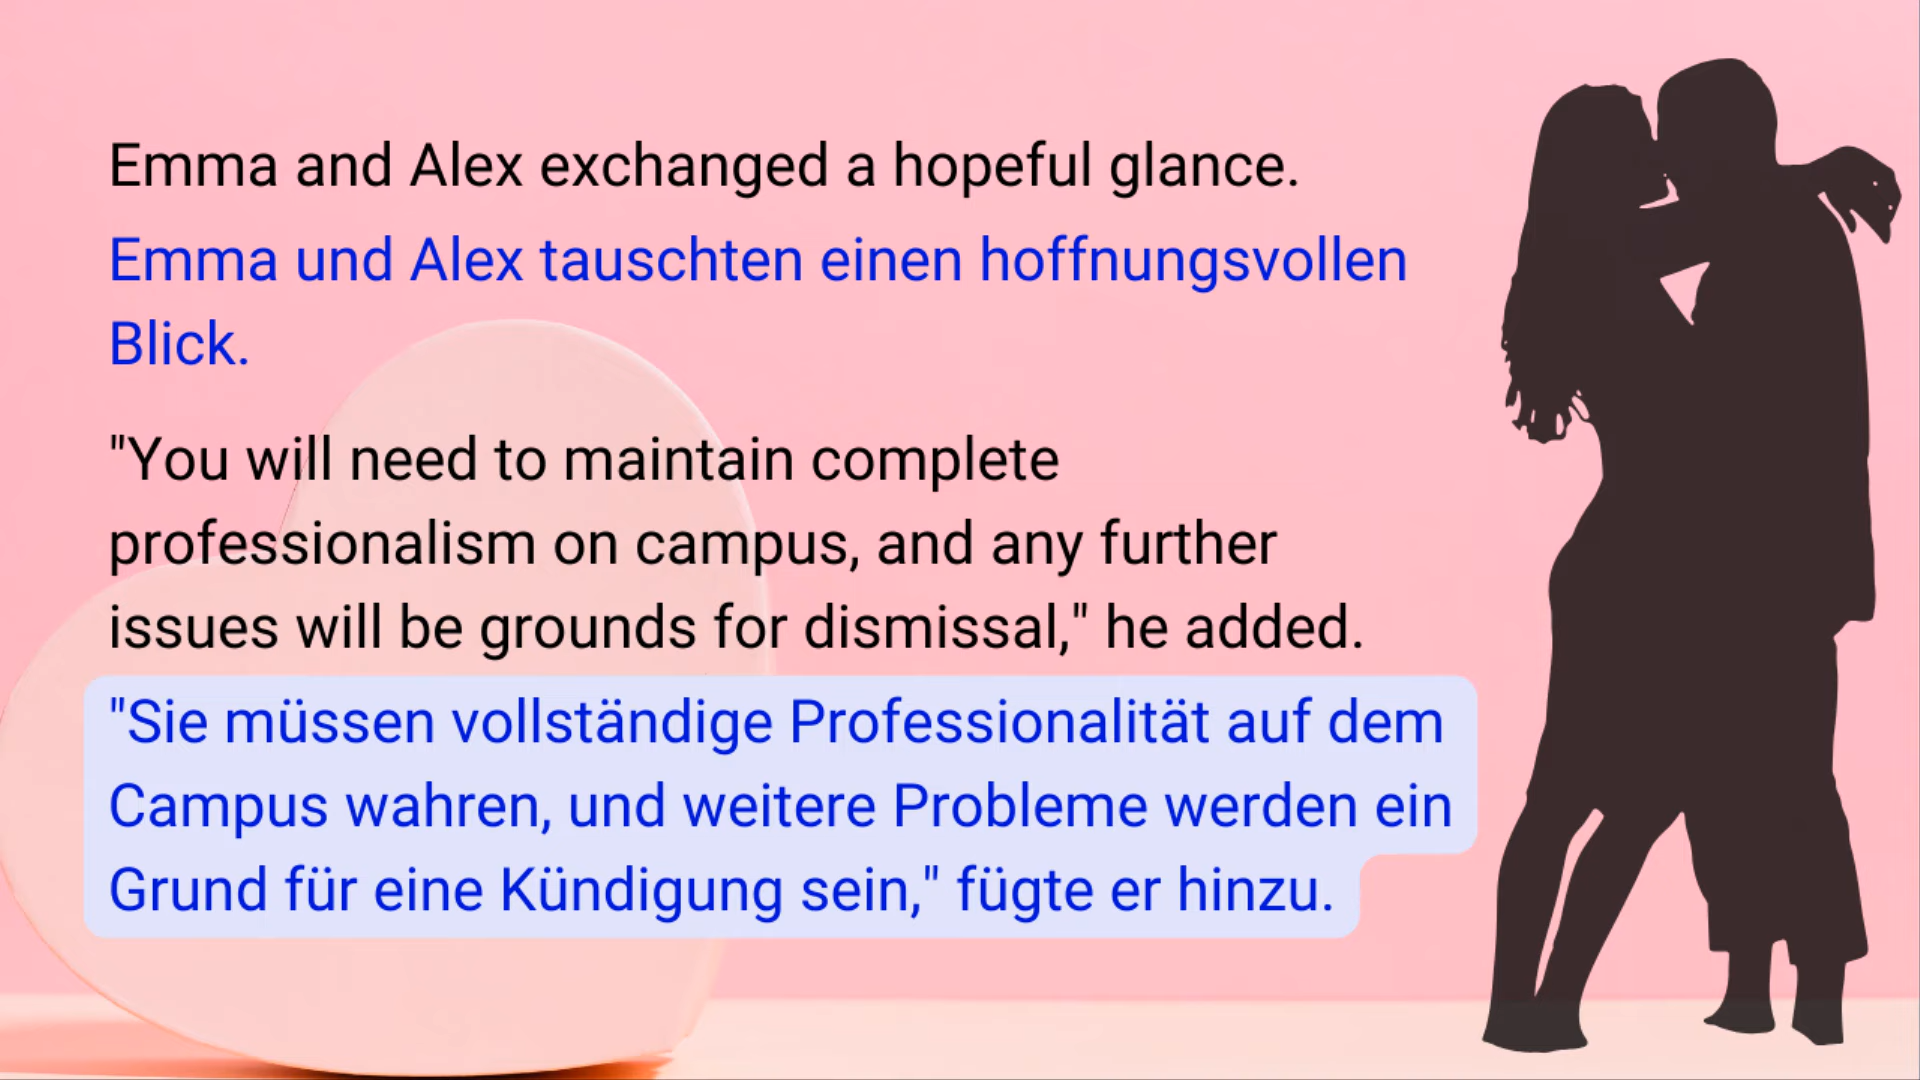 Emma and Alex exchanged a hopeful glance.
Emma und Alex tauschten einen hoffnungsvollen
Blick.
"You will need to maintain complete
professionalism on campus, and any further
issues will be grounds for dismissal," he added.
"Sie müssen vollständige Professionalität auf dem
Campus wahren, und weitere Probleme werden ein
Grund für eine Kündigung sein," fügte er hinzu.